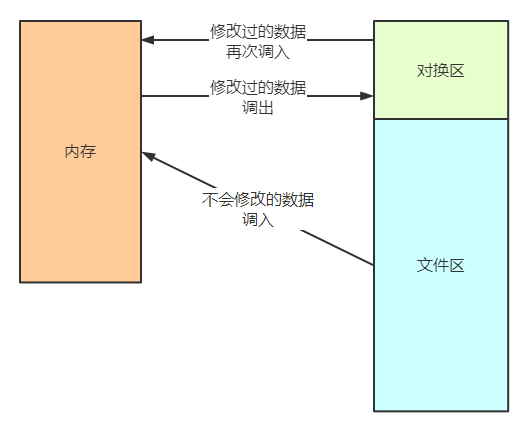 修改过的数据
再次调入
对换区
修改过的数据
调出
内存
不会修改的数据
调入
文件区